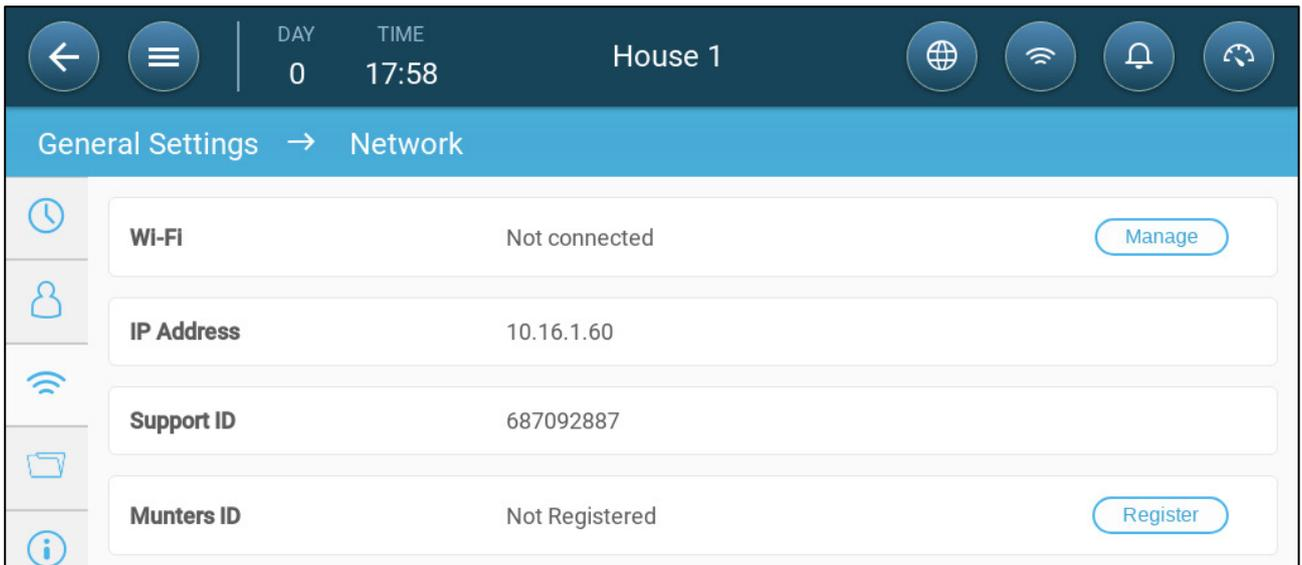 DAY TIME
0 17:58 House 1
General Settings → Network
Wi-Fi Not connected Manage
IP Address 10.16.1.60
Support ID 687092887
Munters ID Not Registered Register